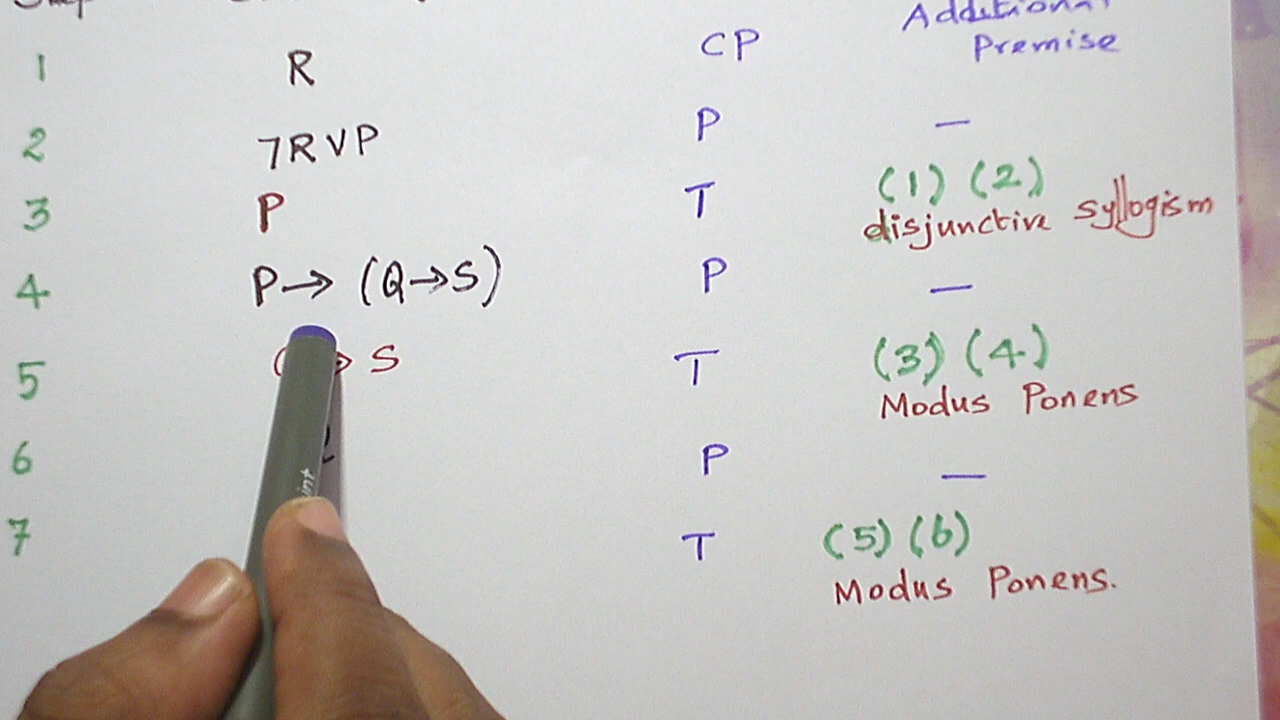 Additional
1 R CP Premise
2 ⅂R V P P —
3 P T (1) (2)
disjunctive syllogism
4 P → (Q→S) P —
5 → S T (3) (4)
Modus Ponens
6 P —
7 T (5) (6)
Modus Ponens.